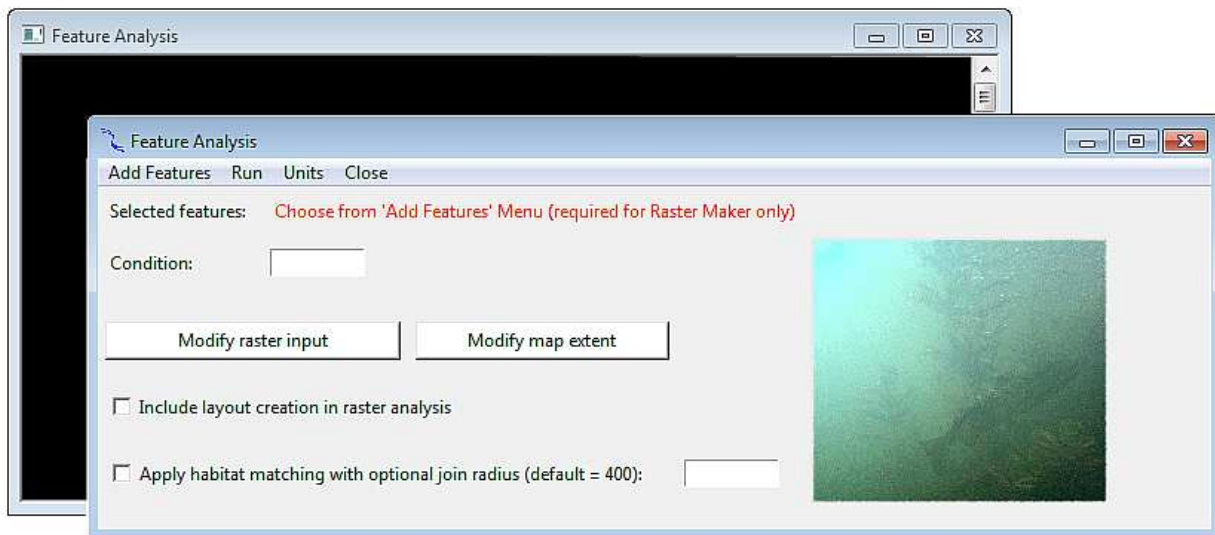 Feature Analysis
Feature Analysis
Add Features Run Units Close
Selected features: Choose from 'Add Features' Menu (required for Raster Maker only)
Condition:
Modify raster input Modify map extent
Include layout creation in raster analysis
Apply habitat matching with optional join radius (default = 400):